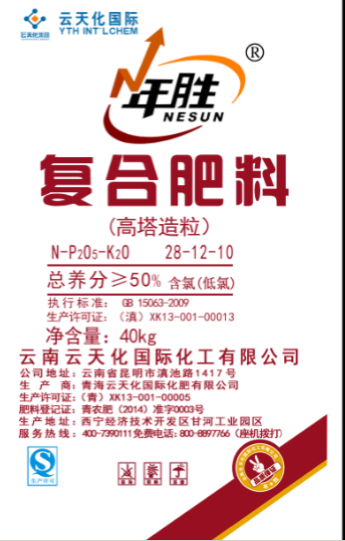 云天化国际
云天化集团 YTH INT'LCHEM
年胜®
NESUN
复合肥料
(高塔造粒)
N-P2O5-K2O 28-12-10
总养分≥50% 含氯(低氯)
执行标准: GB 15063-2009
生产许可证:(滇)XK13-001-00013
净含量: 40kg
云南云天化国际化工有限公司
公司地址: 云南省昆明市滇池路1417号
生产商: 青海云天化国际化肥有限公司
生产许可证:(青)XK13-001-00005
肥料登记证: 青农肥(2014)准字0003号
生产地址: 西宁经济技术开发区甘河工业园区
服务热线: 400-7390111 免费电话:800-8897766(座机拨打)
生产许可